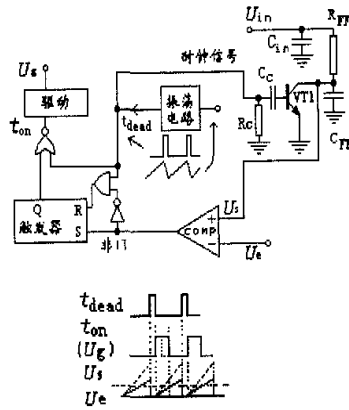 Uin
RFF
Cin
时钟信号
Ug
驱动
振荡
电路
Cc
VT1
ton
tdead
Rc
CFF
Q
R
触发器
S
非门
COMP
+
-
Us
Ue
tdead
ton
(Ug)
Us
Ue